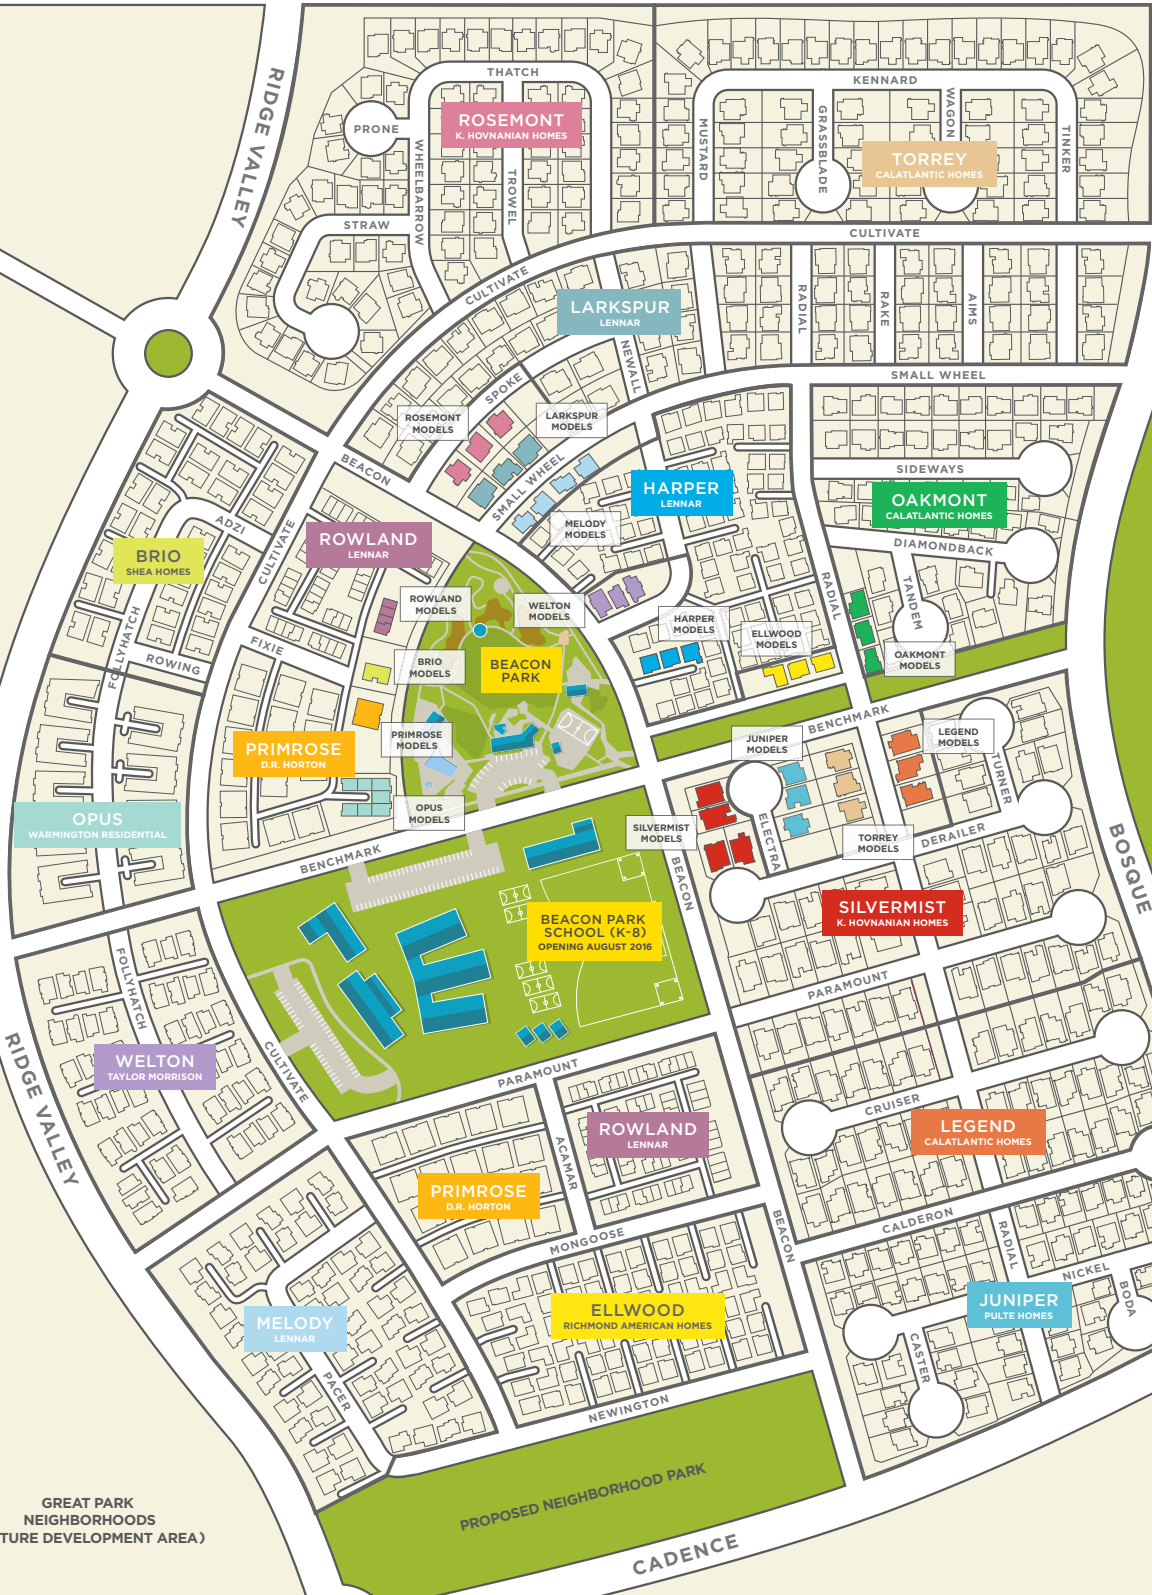 THATCH
KENNARD
RIDGE VALLEY
ROSEMONT
K. HOVNANIAN HOMES
PRONE
MUSTARD
GRASSBLADE
WAGON
TINKER
TORREY
CALATLANTIC HOMES
WHEELBARROW
TROWEL
STRAW
CULTIVATE
CULTIVATE
LARKSPUR
LENNAR
RADIAL
RAKE
AIMS
NEWALL
SMALL WHEEL
SPOKE
ROSEMONT
MODELS
LARKSPUR
MODELS
BEACON
SMALL WHEEL
SIDEWAYS
HARPER
LENNAR
OAKMONT
CALATLANTIC HOMES
ADZI
CULTIVATE
ROWLAND
LENNAR
MELODY
MODELS
DIAMONDBACK
BRIO
SHEA HOMES
RADIAL
TANDEM
ROWLAND
MODELS
WELTON
MODELS
HARPER
MODELS
ELLWOOD
MODELS
OAKMONT
MODELS
FOLLYHATCH
FIXIE
ROWING
BRIO
MODELS
BEACON
PARK
PRIMROSE
D.R. HORTON
PRIMROSE
MODELS
JUNIPER
MODELS
BENCHMARK
LEGEND
MODELS
TURNER
OPUS
WARMINGTON RESIDENTIAL
OPUS
MODELS
SILVERMIST
MODELS
ELECTRA
TORREY
MODELS
DERAILER
BENCHMARK
BEACON
BOSQUE
BEACON PARK
SCHOOL (K-8)
OPENING AUGUST 2016
SILVERMIST
K. HOVNANIAN HOMES
FOLLYHATCH
PARAMOUNT
RIDGE VALLEY
WELTON
TAYLOR MORRISON
CULTIVATE
PARAMOUNT
CRUISER
ROWLAND
LENNAR
LEGEND
CALATLANTIC HOMES
ACAMAR
PRIMROSE
D.R. HORTON
BEACON
CALDERON
RADIAL
MONGOOSE
NICKEL
BODA
MELODY
LENNAR
ELLWOOD
RICHMOND AMERICAN HOMES
JUNIPER
PULTE HOMES
CASTER
PACER
NEWINGTON
PROPOSED NEIGHBORHOOD PARK
GREAT PARK
NEIGHBORHOODS
TURE DEVELOPMENT AREA)
CADENCE